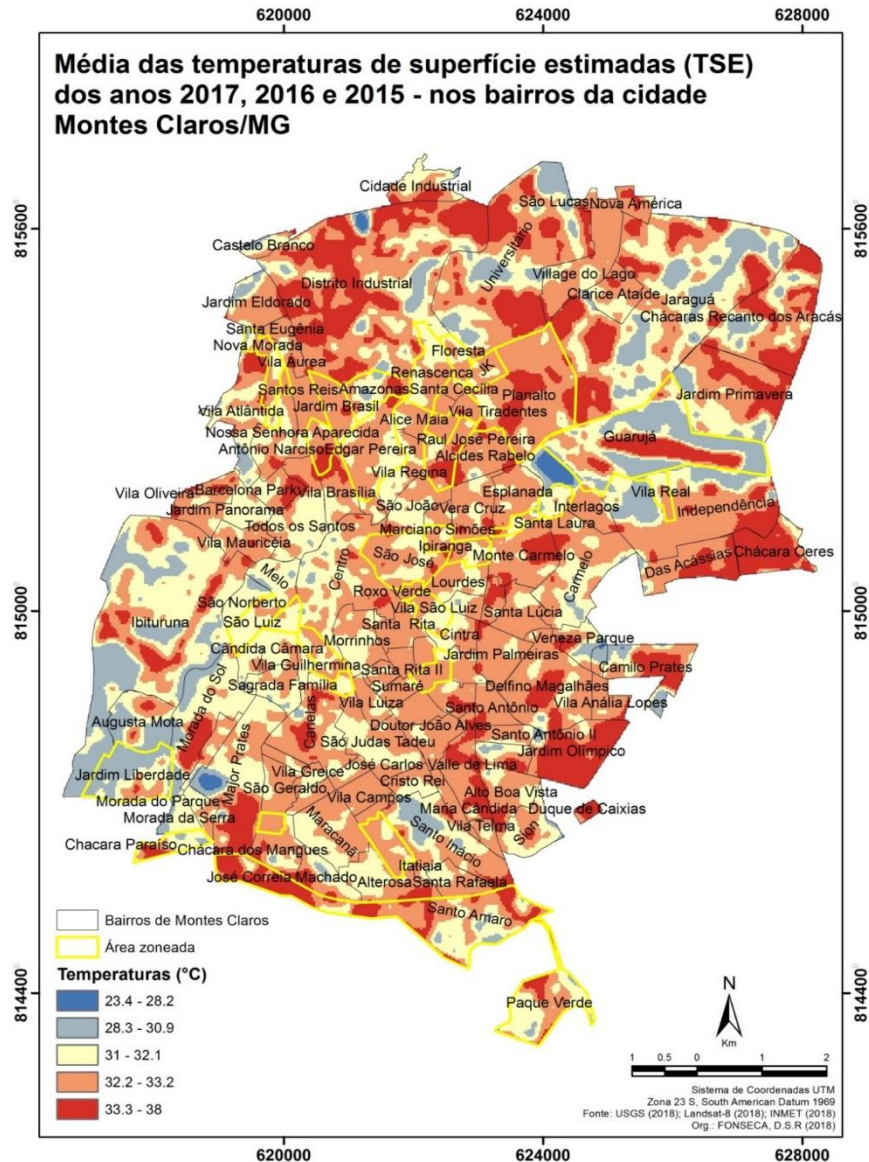 620000 624000 628000
Média das temperaturas de superfície estimadas (TSE)
dos anos 2017, 2016 e 2015 - nos bairros da cidade
Montes Claros/MG
Cidade Industrial
São Lucas
Nova América
815600
815600
Castelo Branco
Universitário
Distrito Industrial
Village do Lago
Clarice Ataíde
Jaraguá
Jardim Eldorado
Chácaras Recanto dos Aracás
Santa Eugênia
Nova Morada
Floresta
Vila Aurea
Renascenca
JK
Santos Reis
Amazonas
Santa Cecília
Planalto
Jardim Primavera
Vila Atlântida
Jardim Brasil
Alice Maia
Vila Tiradentes
Nossa Senhora Aparecida
Raul José Pereira
Guarujá
Antônio Narciso
Edgar Pereira
Alcides Rabelo
Vila Regina
Vila Oliveira
Barcelona Park
Vila Brasília
Esplanada
Vila Real
Jardim Panorama
São João
Vera Cruz
Interlagos
Independência
Todos os Santos
Marciano Simões
Santa Laura
Vila Mauricéia
Ipiranga
Centro
São José
Monte Carmelo
Das Acássias
Chácara Ceres
Melo
Lourdes
Carmelo
São Norberto
Roxo Verde
815000
815000
Ibituruna
São Luiz
Vila São Luiz
Santa Lúcia
Santa Rita
Morrinhos
Cintra
Veneza Parque
Cândida Câmara
Jardim Palmeiras
Vila Guilhermina
Santa Rita II
Camilo Prates
Morada do Sol
Sagrada Família
Sumaré
Delfino Magalhães
Vila Luiza
Santo Antônio
Vila Anália Lopes
Augusta Mota
Canelas
Doutor João Alves
São Judas Tadeu
Santo Antônio II
Jardim Olímpico
Jardim Liberdade
Major Prates
Vila Greice
José Carlos
Valle de Lima
São Geraldo
Cristo Rei
Morada do Parque
Vila Campos
Alto Boa Vista
Morada da Serra
Maria Cândida
Duque de Caixias
Maracanã
Santo Inácio
Vila Telma
Sion
Chacara Paraíso
Chácara dos Mangues
Itatiaia
José Correia Machado
Alterosa
Santa Rafaela
Santo Amaro
Paque Verde
Bairros de Montes Claros
Área zoneada
Temperaturas (°C)
23.4 - 28.2
28.3 - 30.9
31 - 32.1
32.2 - 33.2
33.3 - 38
814400
814400
N
Km
1 0.5 0 1 2
Sistema de Coordenadas UTM
Zona 23 S, South American Datum 1969
Fonte: USGS (2018); Landsat-8 (2018); INMET (2018)
Org.: FONSECA, D.S.R (2018)
620000 624000 628000